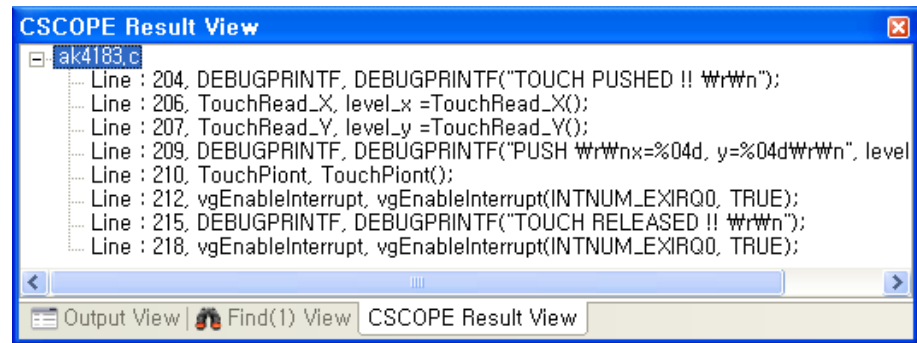 CSCOPE Result View
ak4183.c
Line : 204, DEBUGPRINTF, DEBUGPRINTF("TOUCH PUSHED !! ₩r₩n");
Line : 206, TouchRead_X, level_x =TouchRead_X();
Line : 207, TouchRead_Y, level_y =TouchRead_Y();
Line : 209, DEBUGPRINTF, DEBUGPRINTF("PUSH ₩r₩nx=%04d, y=%04d₩r₩n", level
Line : 210, TouchPiont, TouchPiont();
Line : 212, vgEnableInterrupt, vgEnableInterrupt(INTNUM_EXIRQ0, TRUE);
Line : 215, DEBUGPRINTF, DEBUGPRINTF("TOUCH RELEASED !! ₩r₩n");
Line : 218, vgEnableInterrupt, vgEnableInterrupt(INTNUM_EXIRQ0, TRUE);
Output View Find(1) View CSCOPE Result View